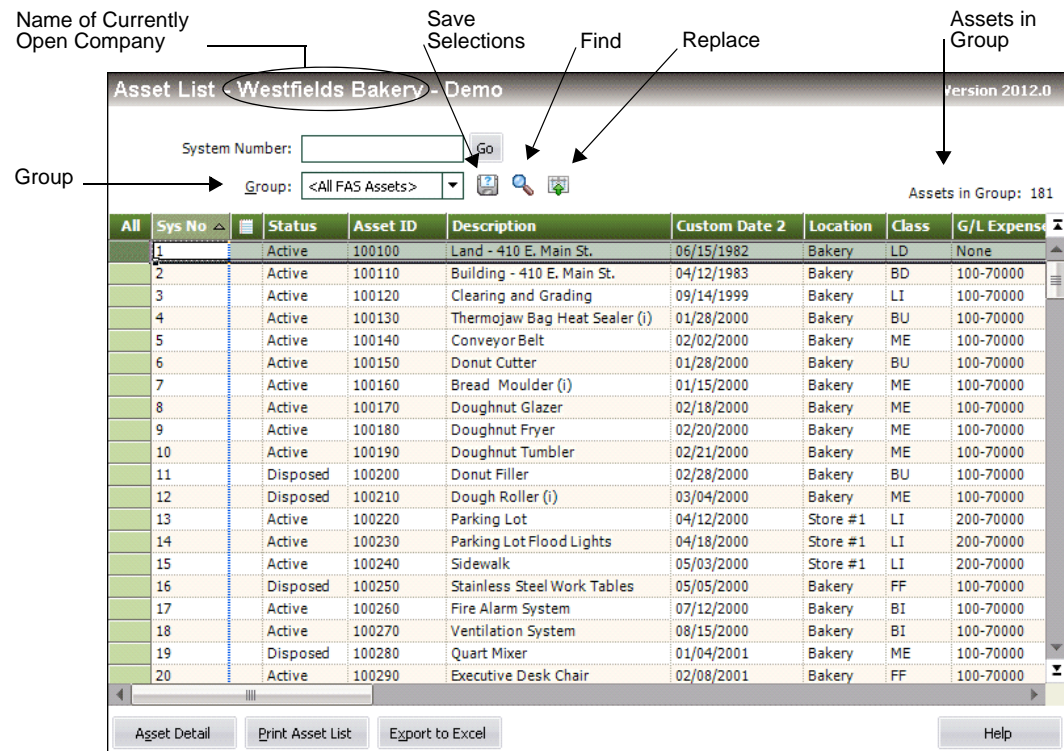 Name of Currently
Open Company
Save
Selections
Find
Replace
Assets in
Group
Asset List - Westfields Bakery - Demo
Version 2012.0
System Number:
Go
Group
Group: <All FAS Assets>
Assets in Group: 181
All Sys No Status Asset ID Description Custom Date 2 Location Class G/L Expense
1 Active 100100 Land - 410 E. Main St. 06/15/1982 Bakery LD None
2 Active 100110 Building - 410 E. Main St. 04/12/1983 Bakery BD 100-70000
3 Active 100120 Clearing and Grading 09/14/1999 Bakery LI 100-70000
4 Active 100130 Thermojaw Bag Heat Sealer (i) 01/28/2000 Bakery BU 100-70000
5 Active 100140 Conveyor Belt 02/02/2000 Bakery ME 100-70000
6 Active 100150 Donut Cutter 01/28/2000 Bakery BU 100-70000
7 Active 100160 Bread Moulder (i) 01/15/2000 Bakery ME 100-70000
8 Active 100170 Doughnut Glazer 02/18/2000 Bakery ME 100-70000
9 Active 100180 Doughnut Fryer 02/20/2000 Bakery ME 100-70000
10 Active 100190 Doughnut Tumbler 02/21/2000 Bakery ME 100-70000
11 Disposed 100200 Donut Filler 02/28/2000 Bakery BU 100-70000
12 Disposed 100210 Dough Roller (i) 03/04/2000 Bakery ME 100-70000
13 Active 100220 Parking Lot 04/12/2000 Store #1 LI 200-70000
14 Active 100230 Parking Lot Flood Lights 04/18/2000 Store #1 LI 200-70000
15 Active 100240 Sidewalk 05/03/2000 Store #1 LI 200-70000
16 Disposed 100250 Stainless Steel Work Tables 05/05/2000 Bakery FF 100-70000
17 Active 100260 Fire Alarm System 07/12/2000 Bakery BI 100-70000
18 Active 100270 Ventilation System 08/15/2000 Bakery BI 100-70000
19 Disposed 100280 Quart Mixer 01/04/2001 Bakery ME 100-70000
20 Active 100290 Executive Desk Chair 02/08/2001 Bakery FF 100-70000
Asset Detail
Print Asset List
Export to Excel
Help